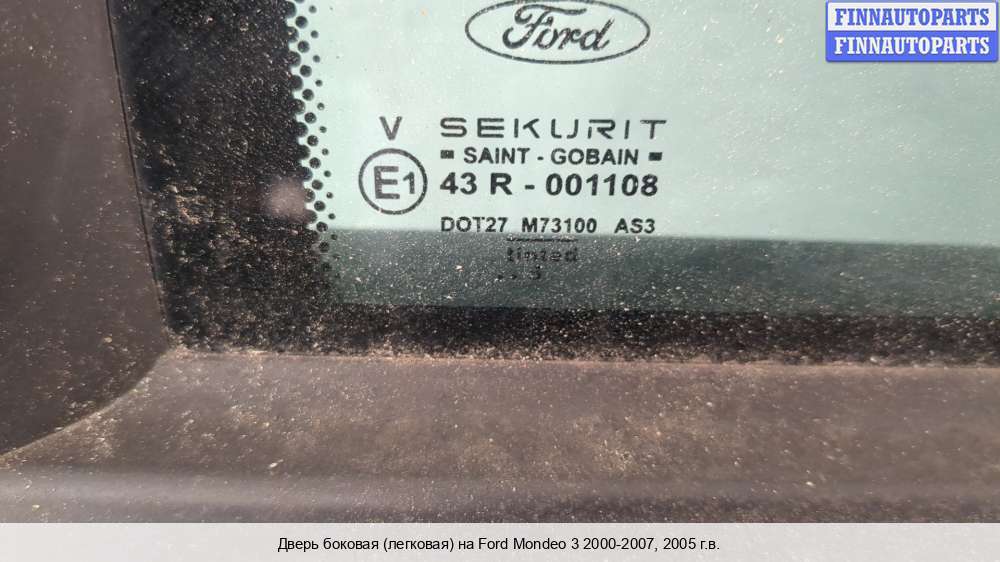 FINNAUTOPARTS
FINNAUTOPARTS
Ford
V SEKURIT
SAINT - GOBAIN
E1 43 R - 001108
DOT27 M73100 AS3
tinted
Дверь боковая (легковая) на Ford Mondeo 3 2000-2007, 2005 г.в.